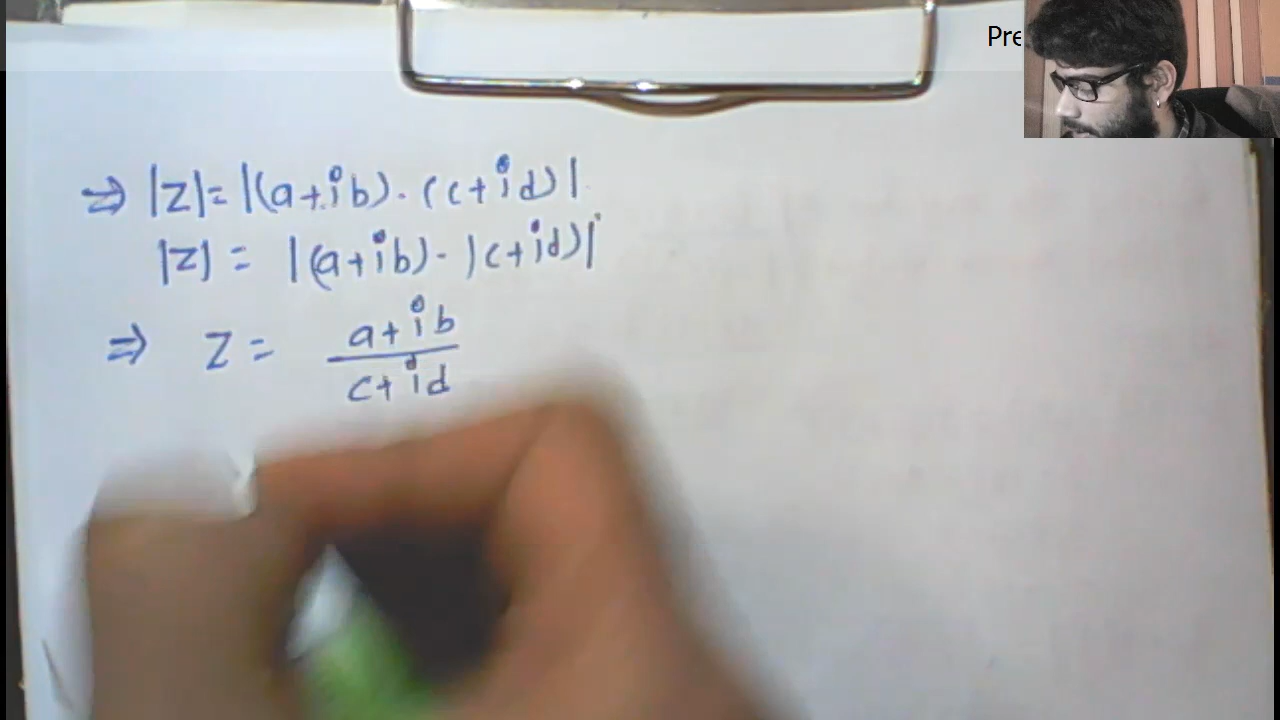 Pre
⇒ |z| = |(a+ib). (c+id)|
|z| = |(a+ib). |c+id)|
⇒ z = a+ib
c+id